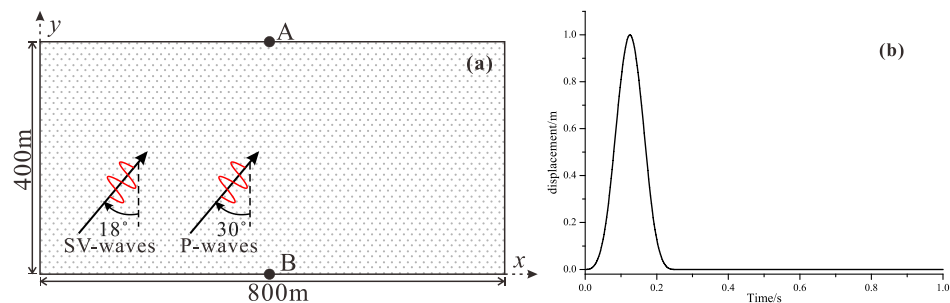 y
A
(a)
400m
18°
SV-waves
30°
P-waves
B
x
800m
(b)
displacement/m
1.0
0.8
0.6
0.4
0.2
0.0
0.0 0.2 0.4 0.6 0.8 1.0
Time/s